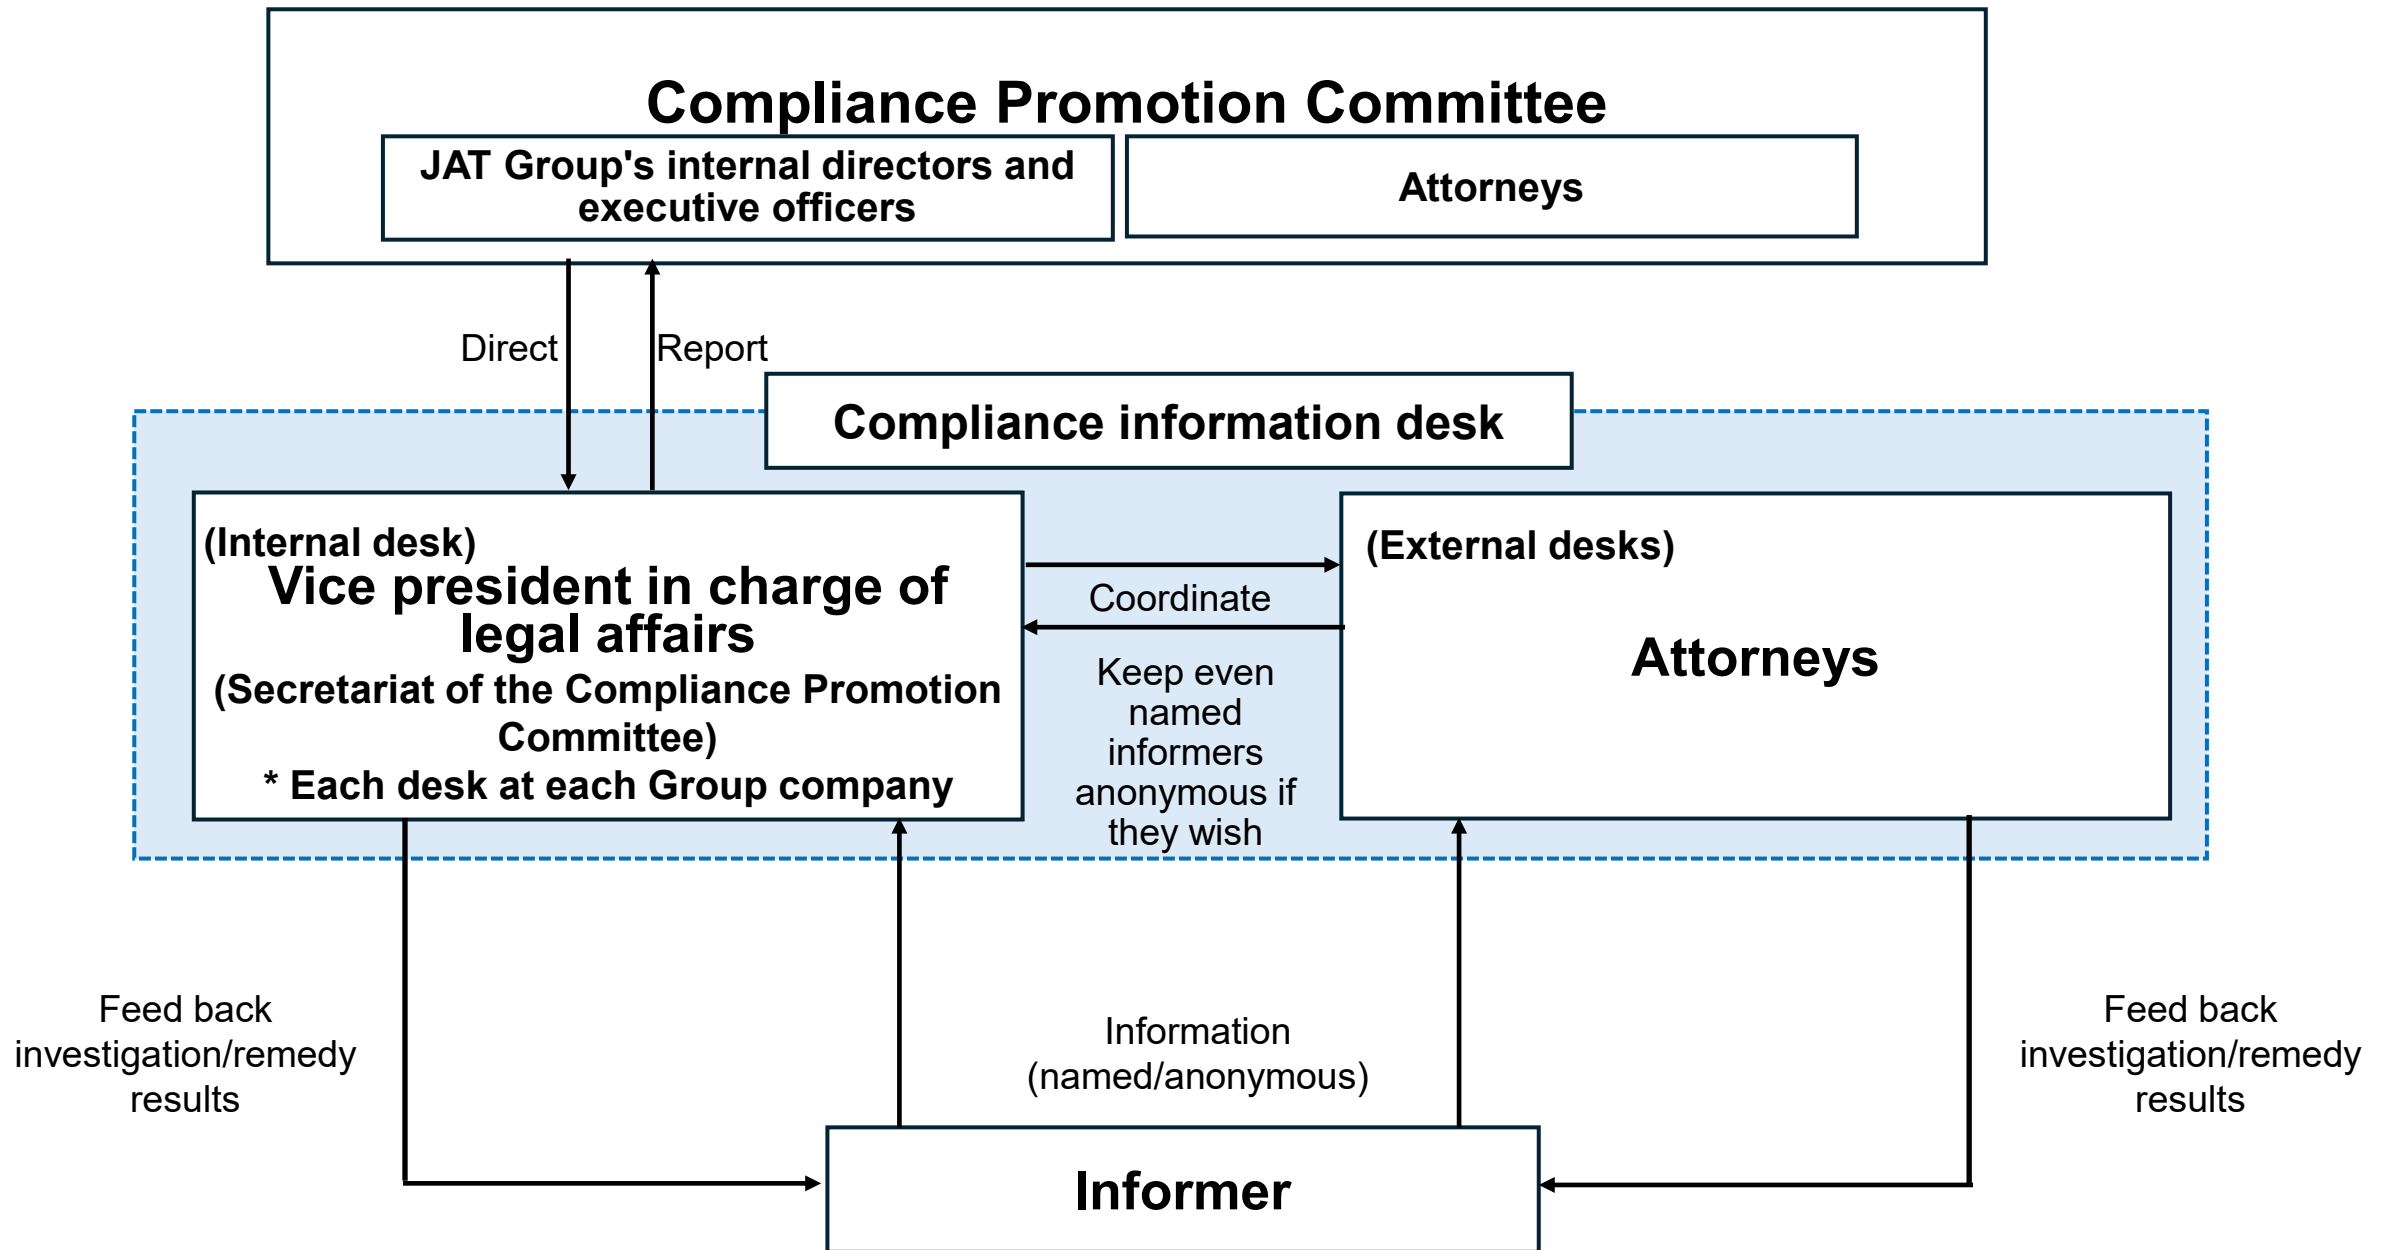 Compliance Promotion Committee
JAT Group's internal directors and
executive officers
Attorneys
Direct
Report
Compliance information desk
(Internal desk)
Vice president in charge of
legal affairs
(Secretariat of the Compliance Promotion
Committee)
* Each desk at each Group company
Coordinate
Keep even
named
informers
anonymous if
they wish
(External desks)
Attorneys
Feed back
investigation/remedy
results
Information
(named/anonymous)
Feed back
investigation/remedy
results
Informer